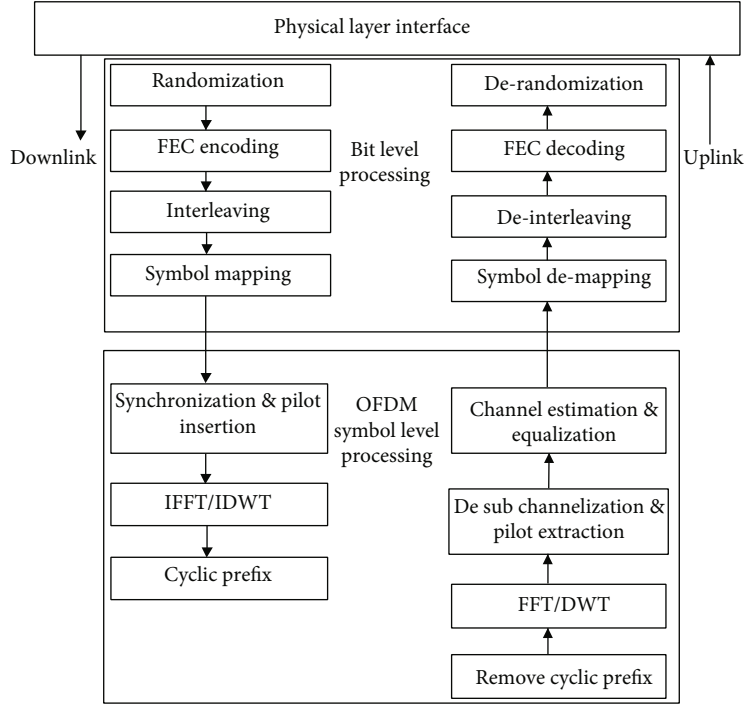 Physical layer interface
Downlink
Randomization
FEC encoding
Interleaving
Symbol mapping
Bit level
processing
De-randomization
FEC decoding
De-interleaving
Symbol de-mapping
Uplink
Synchronization & pilot
insertion
IFFT/IDWT
Cyclic prefix
OFDM
symbol level
processing
Channel estimation &
equalization
De sub channelization &
pilot extraction
FFT/DWT
Remove cyclic prefix